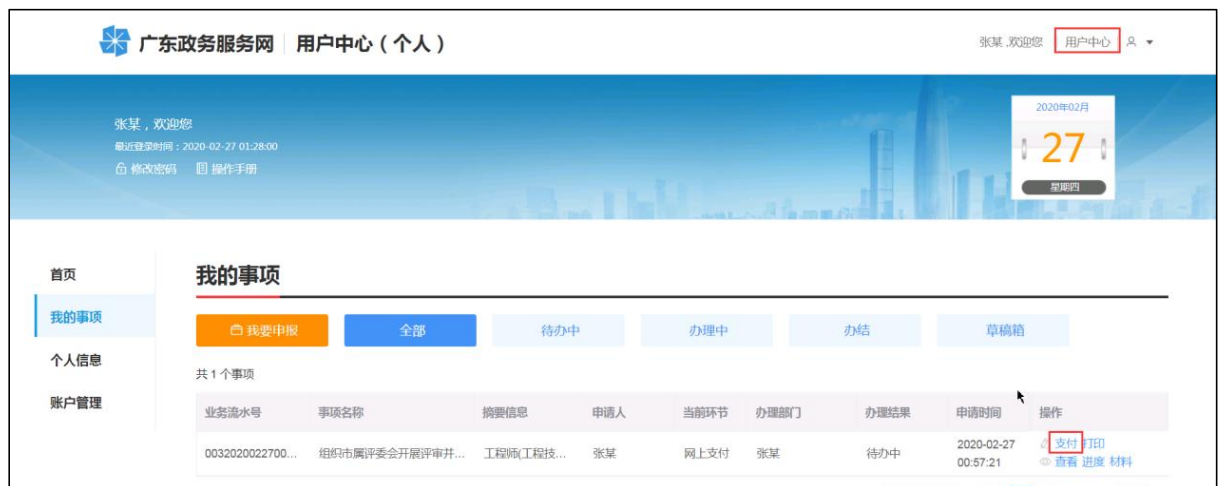 广东政务服务网 用户中心（个人） 张某 ,欢迎您 用户中心
2020年02月
张某，欢迎您
最近登录时间：2020-02-27 01:28:00
27
修改密码 操作手册
星期四
首页
我的事项
个人信息
账户管理
我的事项
我要申报 全部 待办中 办理中 办结 草稿箱
共 1 个事项
业务流水号 事项名称 摘要信息 申请人 当前环节 办理部门 办理结果 申请时间 操作
0032020022700... 组织市属评委会开展评审并... 工程师(工程技... 张某 网上支付 张某 待办中 2020-02-27 支付 打印
00:57:21 查看 进度 材料